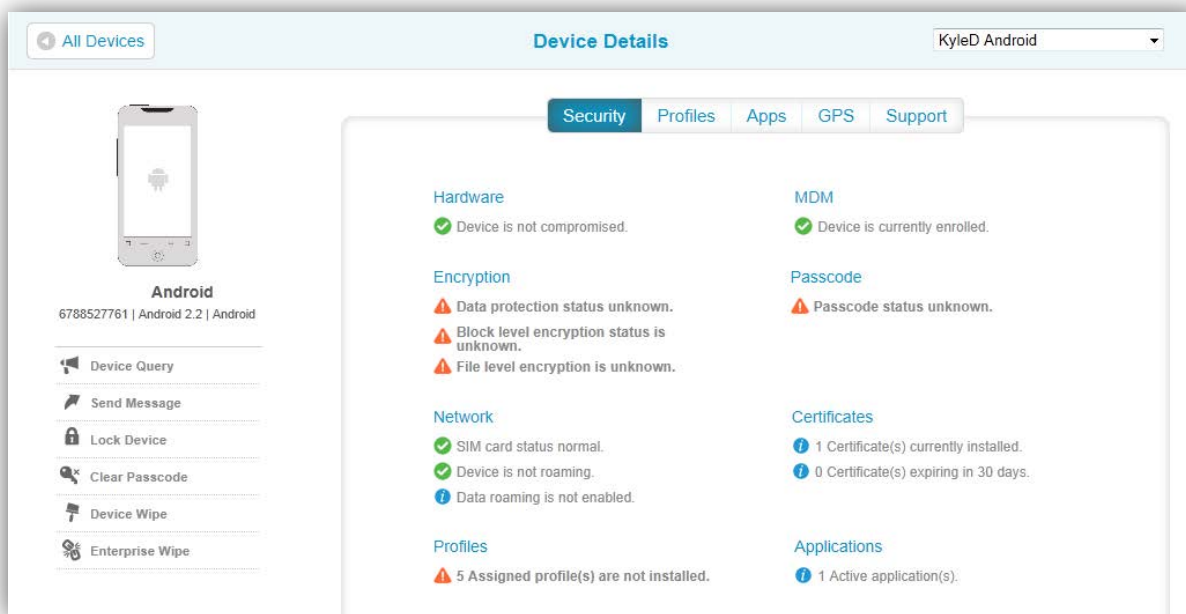 All Devices
Device Details
KyleD Android
Security Profiles Apps GPS Support
Android
6788527761 | Android 2.2 | Android
Device Query
Send Message
Lock Device
Clear Passcode
Device Wipe
Enterprise Wipe
Hardware
Device is not compromised.
MDM
Device is currently enrolled.
Encryption
Data protection status unknown.
Block level encryption status is
unknown.
File level encryption is unknown.
Passcode
Passcode status unknown.
Network
SIM card status normal.
Device is not roaming.
Data roaming is not enabled.
Certificates
1 Certificate(s) currently installed.
0 Certificate(s) expiring in 30 days.
Profiles
5 Assigned profile(s) are not installed.
Applications
1 Active application(s).